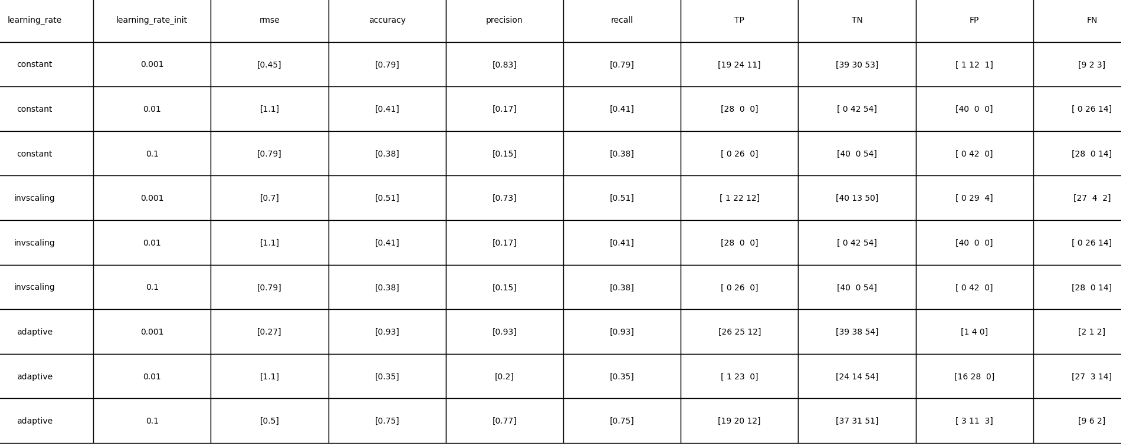 learning_rate learning_rate_init rmse accuracy precision recall TP TN FP FN
constant 0.001 [0.45] [0.79] [0.83] [0.79] [19 24 11] [39 30 53] [ 1 12  1] [9 2 3]
constant 0.01 [1.1] [0.41] [0.17] [0.41] [28  0  0] [ 0 42 54] [40  0  0] [ 0 26 14]
constant 0.1 [0.79] [0.38] [0.15] [0.38] [ 0 26  0] [40  0 54] [ 0 42  0] [28  0 14]
invscaling 0.001 [0.7] [0.51] [0.73] [0.51] [ 1 22 12] [40 13 50] [ 0 29  4] [27  4  2]
invscaling 0.01 [1.1] [0.41] [0.17] [0.41] [28  0  0] [ 0 42 54] [40  0  0] [ 0 26 14]
invscaling 0.1 [0.79] [0.38] [0.15] [0.38] [ 0 26  0] [40  0 54] [ 0 42  0] [28  0 14]
adaptive 0.001 [0.27] [0.93] [0.93] [0.93] [26 25 12] [39 38 54] [1 4 0] [2 1 2]
adaptive 0.01 [1.1] [0.35] [0.2] [0.35] [ 1 23  0] [24 14 54] [16 28  0] [27  3 14]
adaptive 0.1 [0.5] [0.75] [0.77] [0.75] [19 20 12] [37 31 51] [ 3 11  3] [9 6 2]